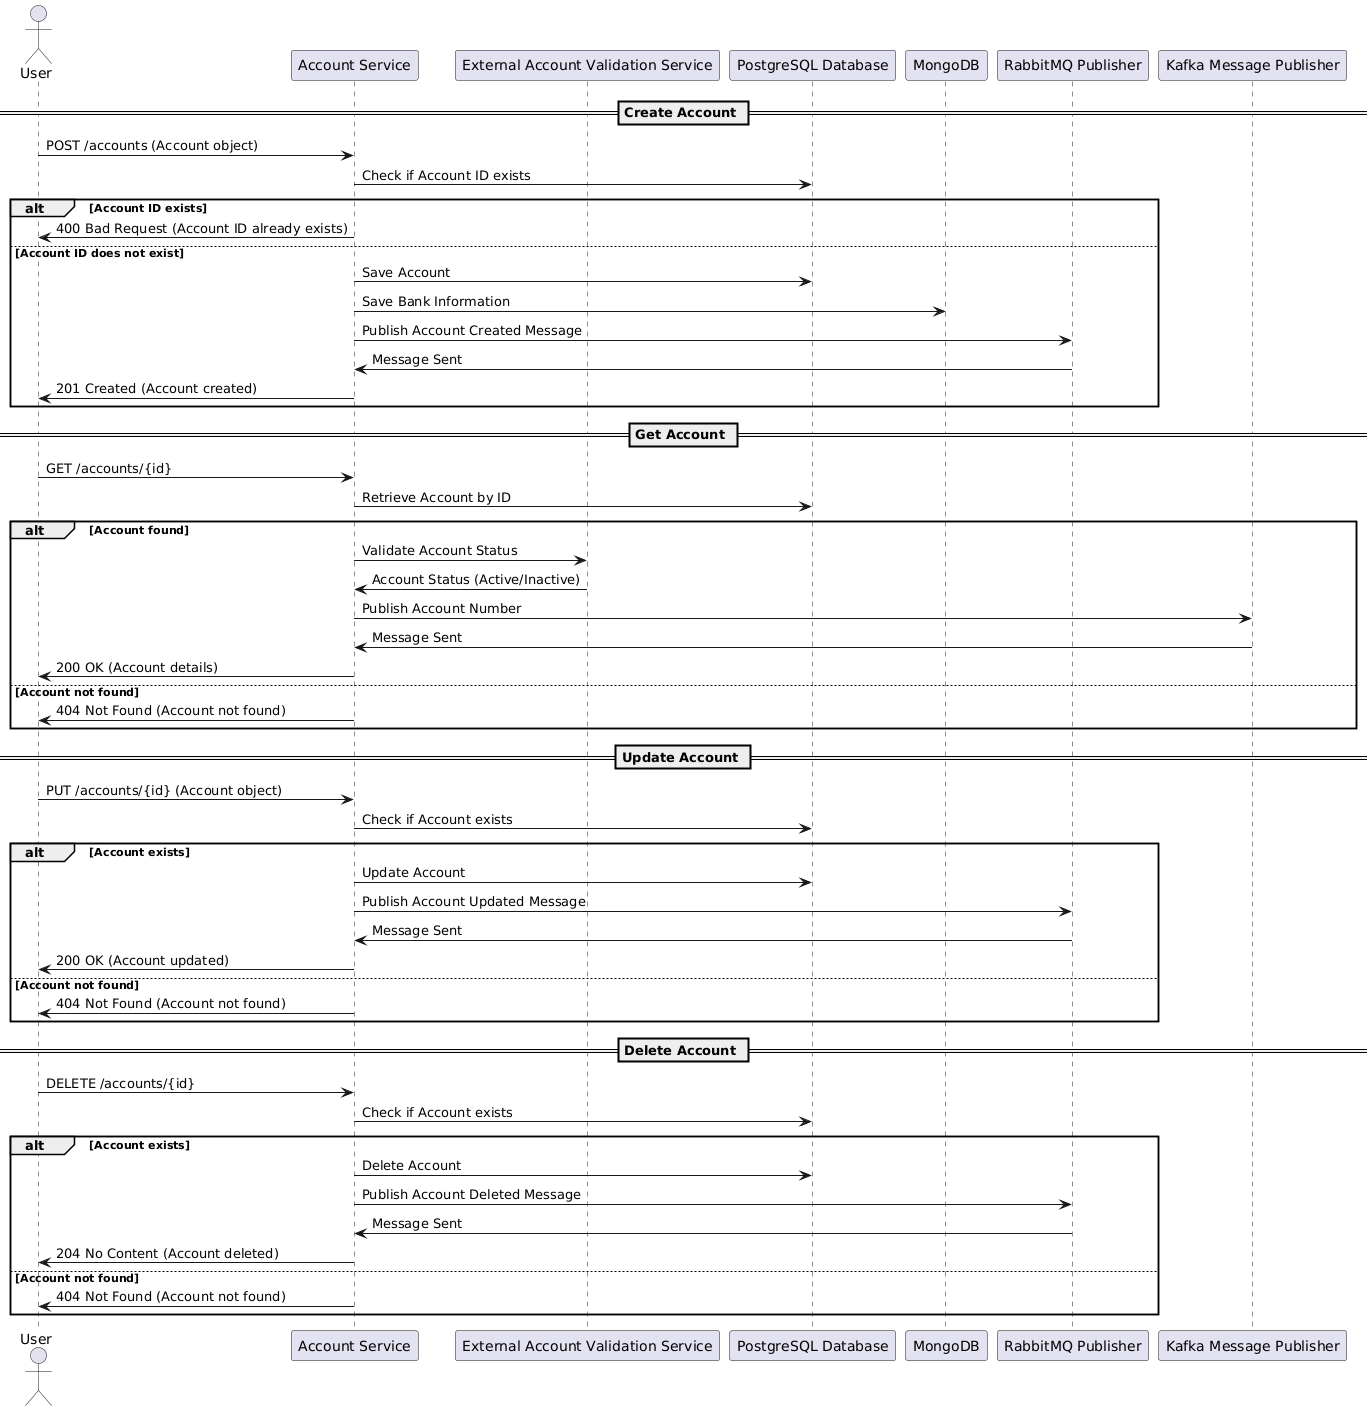 User
Account Service
External Account Validation Service
PostgreSQL Database
MongoDB
RabbitMQ Publisher
Kafka Message Publisher
Create Account
POST /accounts (Account object)
Check if Account ID exists
alt
[Account ID exists]
400 Bad Request (Account ID already exists)
[Account ID does not exist]
Save Account
Save Bank Information
Publish Account Created Message
Message Sent
201 Created (Account created)
Get Account
GET /accounts/{id}
Retrieve Account by ID
alt
[Account found]
Validate Account Status
Account Status (Active/Inactive)
Publish Account Number
Message Sent
200 OK (Account details)
[Account not found]
404 Not Found (Account not found)
Update Account
PUT /accounts/{id} (Account object)
Check if Account exists
alt
[Account exists]
Update Account
Publish Account Updated Message
Message Sent
200 OK (Account updated)
[Account not found]
404 Not Found (Account not found)
Delete Account
DELETE /accounts/{id}
Check if Account exists
alt
[Account exists]
Delete Account
Publish Account Deleted Message
Message Sent
204 No Content (Account deleted)
[Account not found]
404 Not Found (Account not found)
User
Account Service
External Account Validation Service
PostgreSQL Database
MongoDB
RabbitMQ Publisher
Kafka Message Publisher